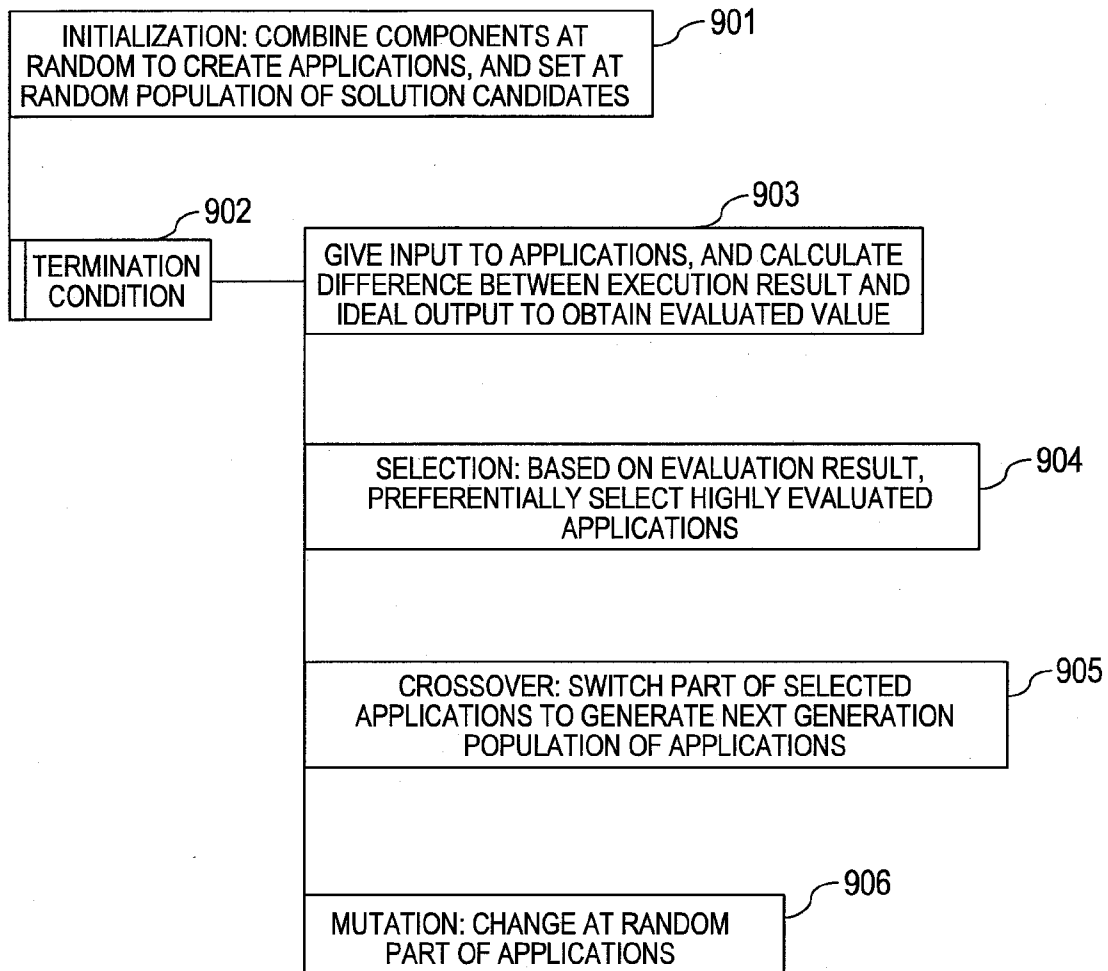 901
INITIALIZATION: COMBINE COMPONENTS AT
RANDOM TO CREATE APPLICATIONS, AND SET AT
RANDOM POPULATION OF SOLUTION CANDIDATES
902
TERMINATION
CONDITION
903
GIVE INPUT TO APPLICATIONS, AND CALCULATE
DIFFERENCE BETWEEN EXECUTION RESULT AND
IDEAL OUTPUT TO OBTAIN EVALUATED VALUE
904
SELECTION: BASED ON EVALUATION RESULT,
PREFERENTIALLY SELECT HIGHLY EVALUATED
APPLICATIONS
905
CROSSOVER: SWITCH PART OF SELECTED
APPLICATIONS TO GENERATE NEXT GENERATION
POPULATION OF APPLICATIONS
906
MUTATION: CHANGE AT RANDOM
PART OF APPLICATIONS